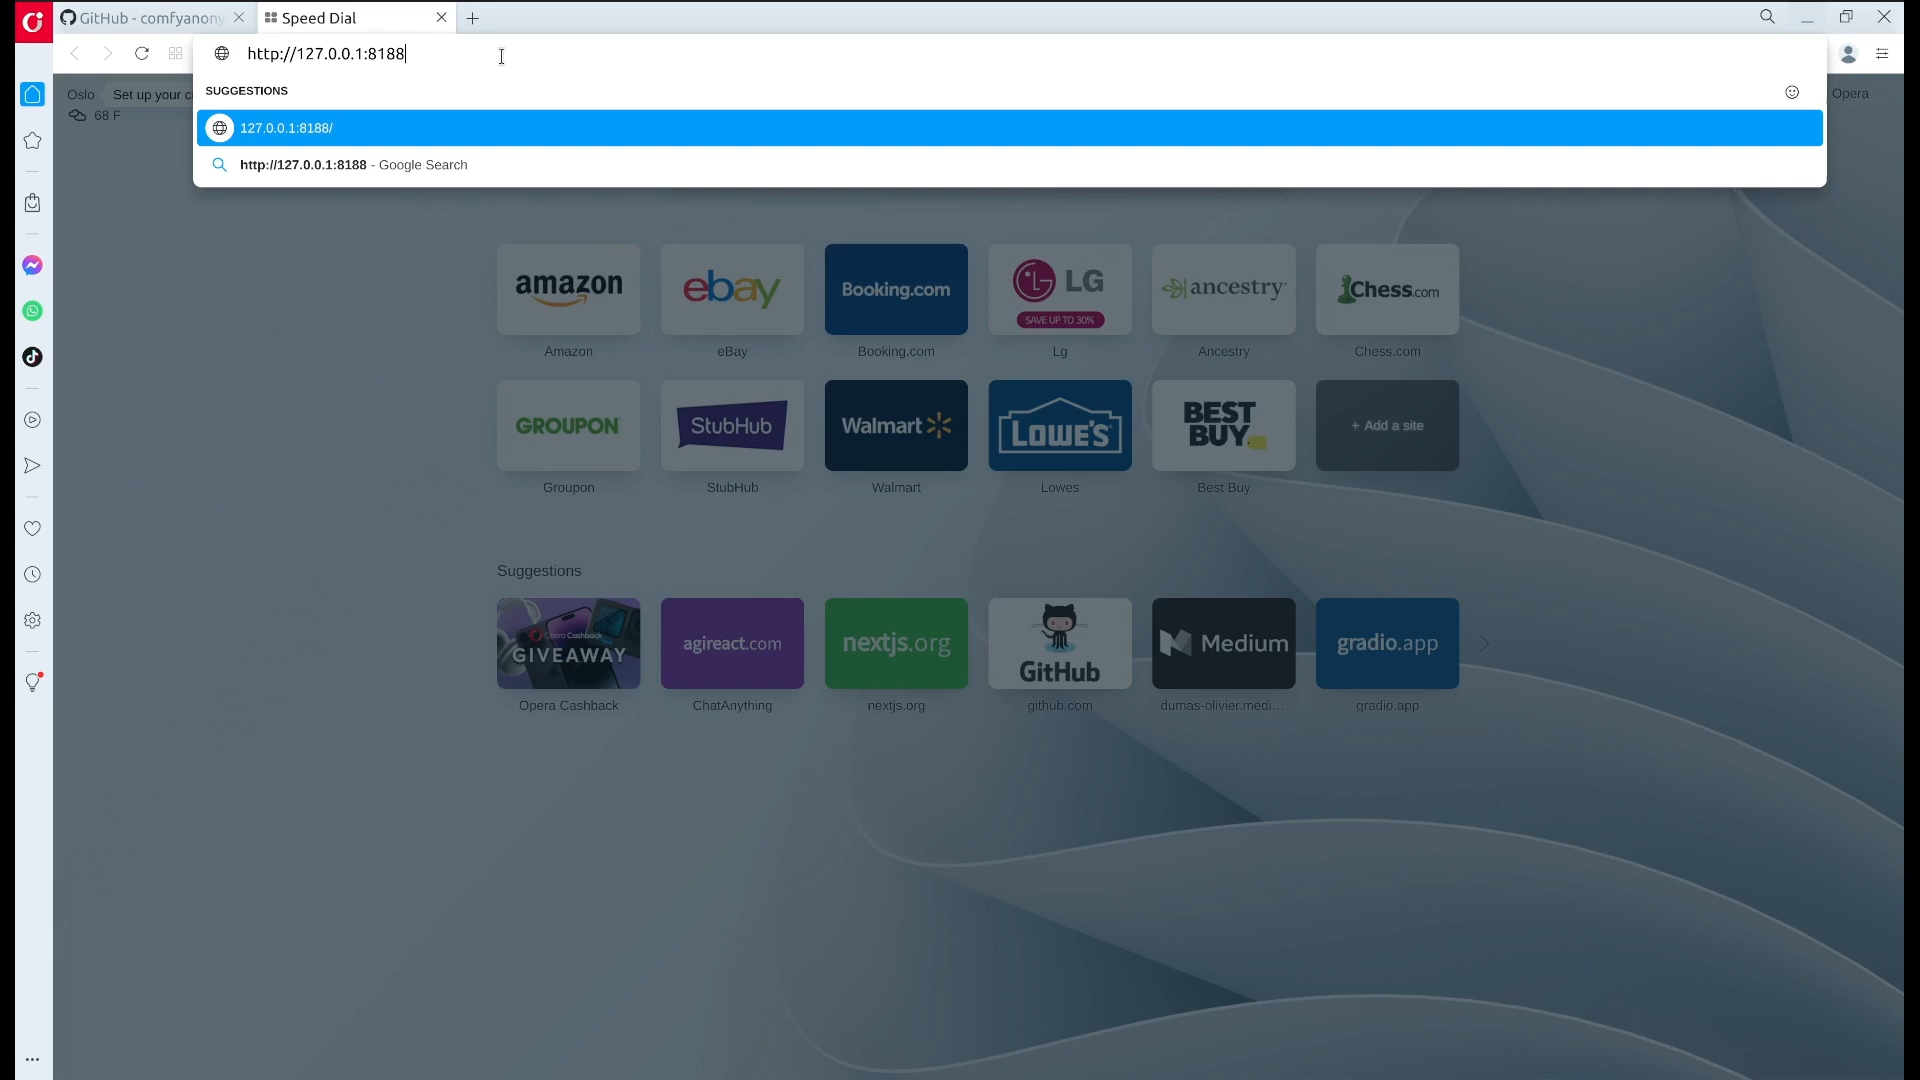 GitHub - comfyanony
Speed Dial
http://127.0.0.1:8188
Oslo
Set up your c
68 F
Opera
SUGGESTIONS
127.0.0.1:8188/
http://127.0.0.1:8188 - Google Search
amazon
ebay
Booking.com
LG
SAVE UP TO 30%
ancestry
Chess.com
Amazon
eBay
Booking.com
Lg
Ancestry
Chess.com
GROUPON
StubHub
Walmart
LOWE'S
BEST
BUY
+ Add a site
Groupon
StubHub
Walmart
Lowes
Best Buy
Suggestions
Opera Cashback
GIVEAWAY
agireact.com
nextjs.org
GitHub
Medium
gradio.app
Opera Cashback
ChatAnything
nextjs.org
github.com
dumas-olivier.medi...
gradio.app